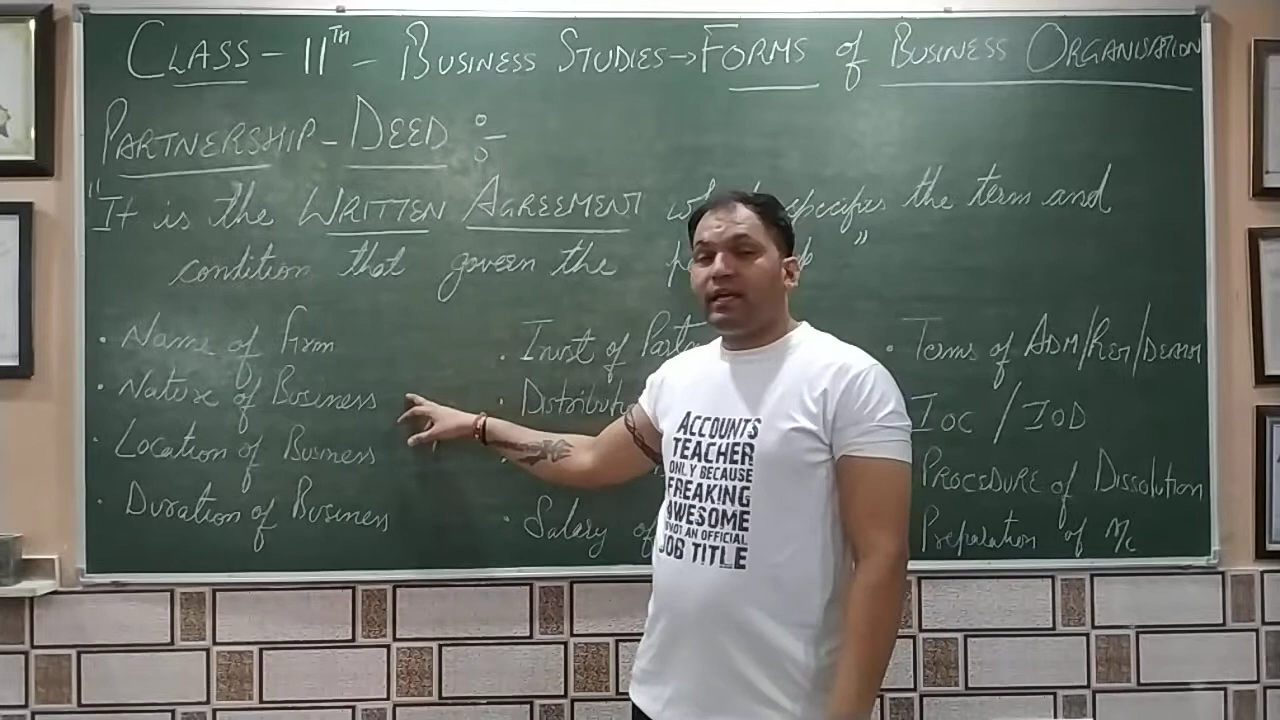 CLASS - 11TH - BUSINESS STUDIES → FORMS of BUSINESS ORGANISATION
PARTNERSHIP - DEED :-
"It is the WRITTEN AGREEMENT specifies the term and
condition that govern the "
• Name of Firm
• Nature of Business
• Location of Business
• Duration of Business
• Invst of
• Distribut
• Salary of
• Terms of ADM/RET/DEATH
IOC / IOD
PROCEDURE of Dissolution
Preparation of A/c
ACCOUNTS
TEACHER
ONLY BECAUSE
FREAKING
AWESOME
NOT AN OFFICIAL
JOB TITLE